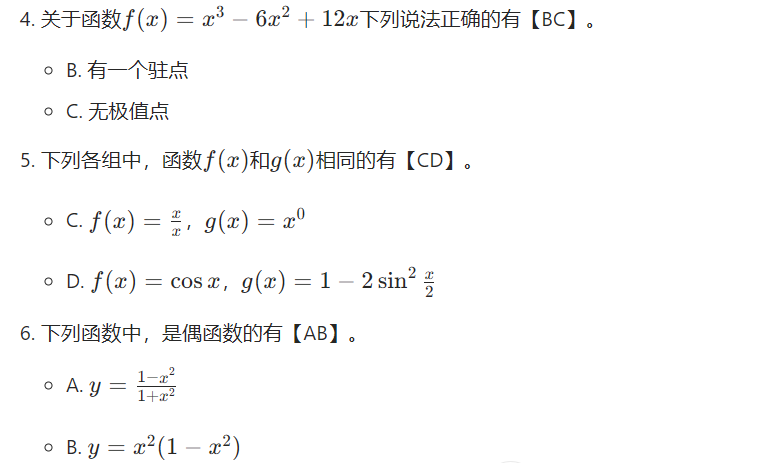 4. 关于函数f(x) = x³ − 6x² + 12x下列说法正确的有【BC】。
B. 有一个驻点
C. 无极值点
5. 下列各组中，函数f(x)和g(x)相同的有【CD】。
C. f(x) = x/x，g(x) = x⁰
D. f(x) = cos x，g(x) = 1 − 2 sin² x/2
6. 下列函数中，是偶函数的有【AB】。
A. y = (1−x²)/(1+x²)
B. y = x²(1 − x²)